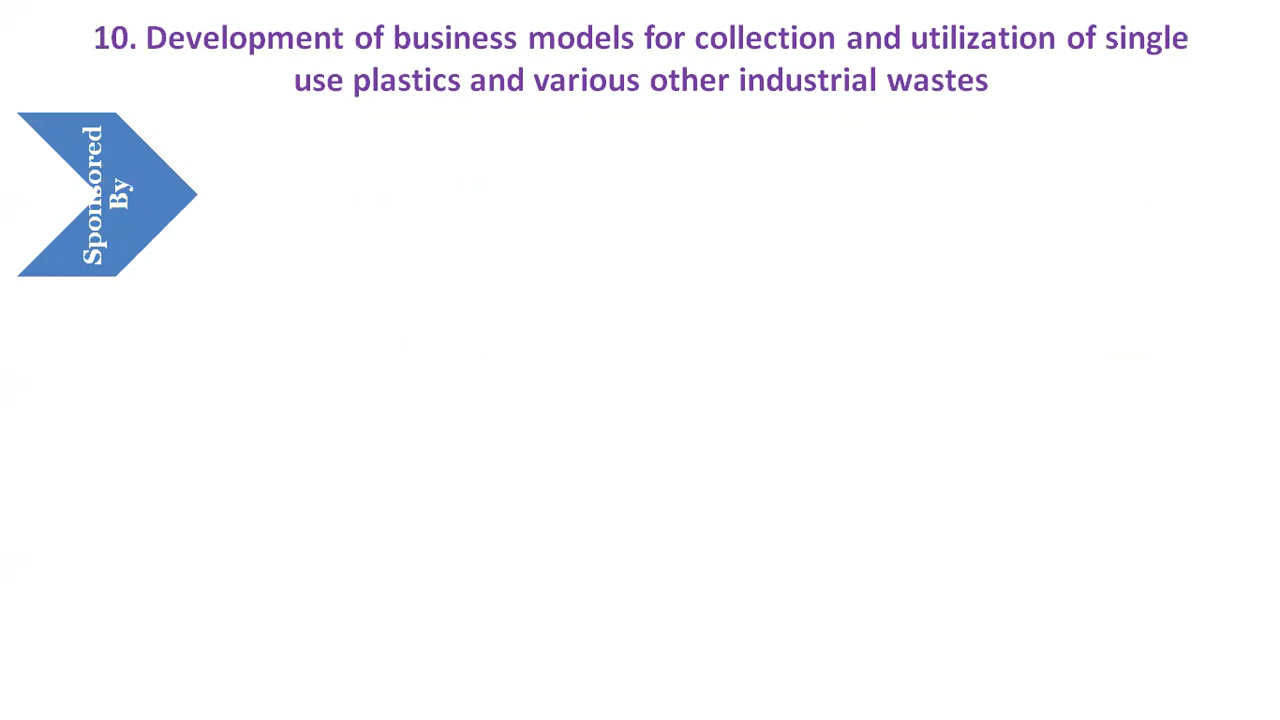 10. Development of business models for collection and utilization of single
use plastics and various other industrial wastes
Sponsored
By